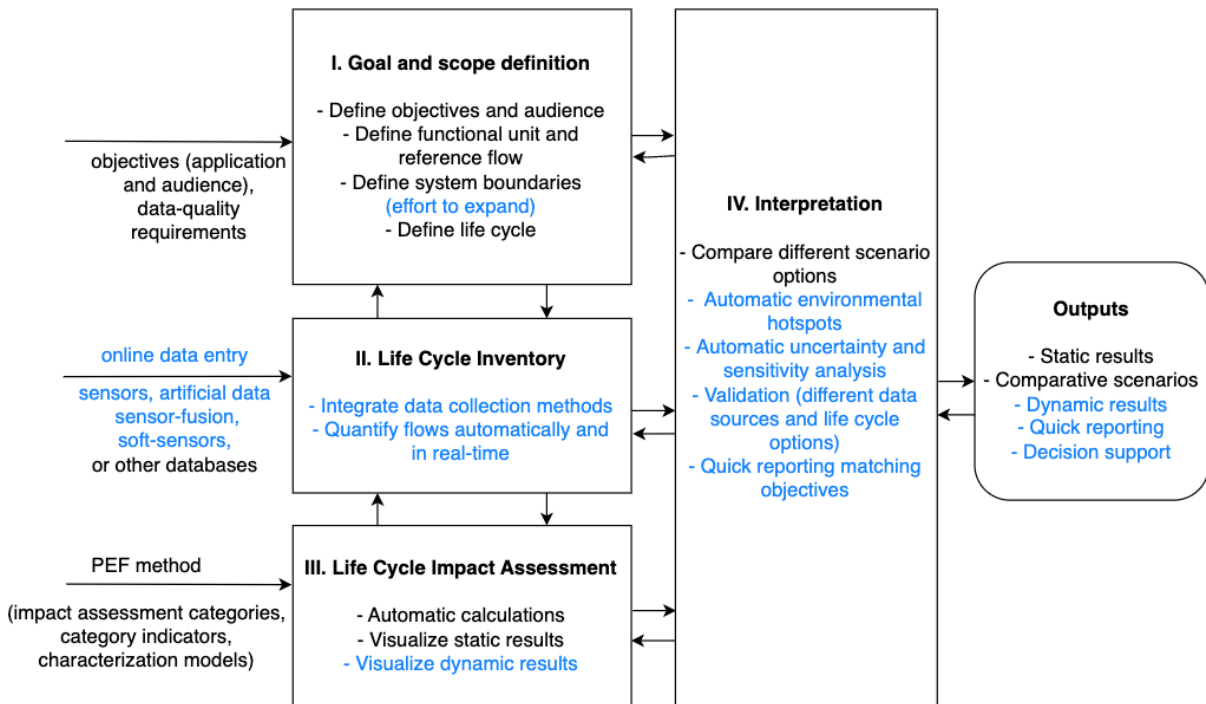 objectives (application
and audience),
data-quality
requirements
I. Goal and scope definition
- Define objectives and audience
- Define functional unit and
reference flow
- Define system boundaries
(effort to expand)
- Define life cycle
online data entry
sensors, artificial data
sensor-fusion,
soft-sensors,
or other databases
II. Life Cycle Inventory
- Integrate data collection methods
- Quantify flows automatically and
in real-time
PEF method
(impact assessment categories,
category indicators,
characterization models)
III. Life Cycle Impact Assessment
- Automatic calculations
- Visualize static results
- Visualize dynamic results
IV. Interpretation
- Compare different scenario
options
- Automatic environmental
hotspots
- Automatic uncertainty and
sensitivity analysis
- Validation (different data
sources and life cycle
options)
- Quick reporting matching
objectives
Outputs
- Static results
- Comparative scenarios
- Dynamic results
- Quick reporting
- Decision support